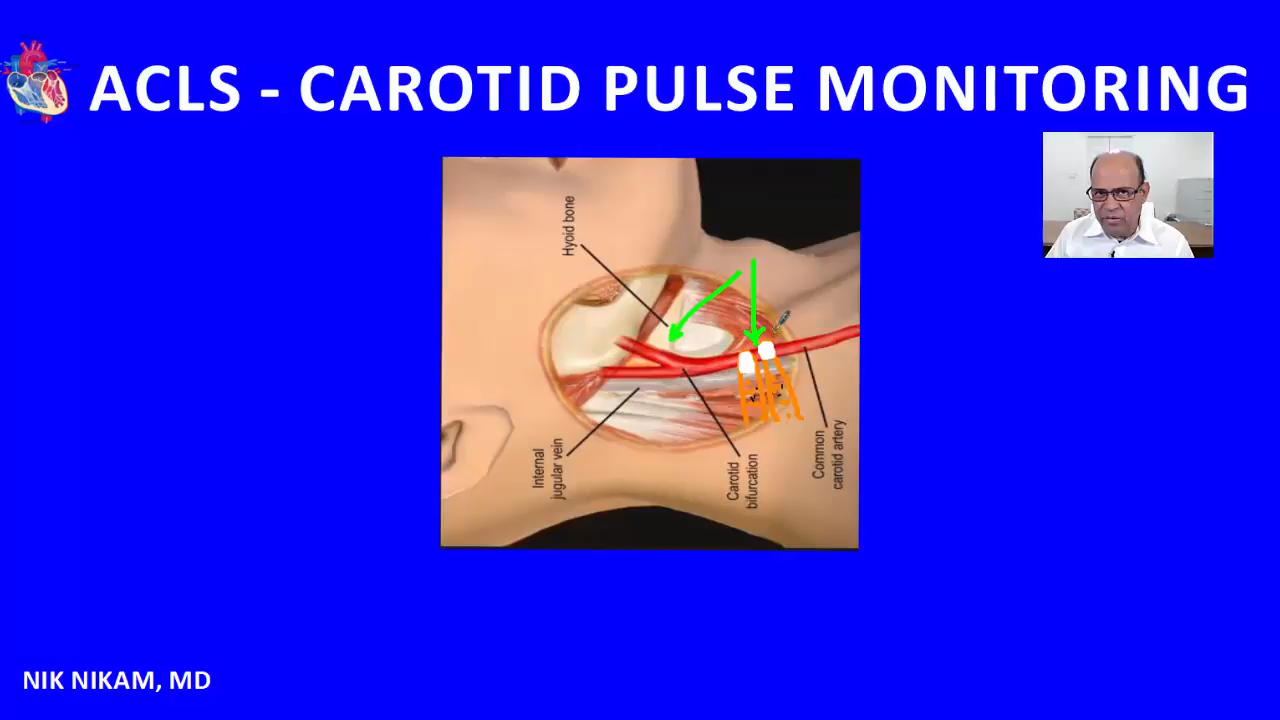 ACLS - CAROTID PULSE MONITORING
Hyoid bone
Internal
jugular vein
Carotid
bifurcation
Common
carotid artery
NIK NIKAM, MD